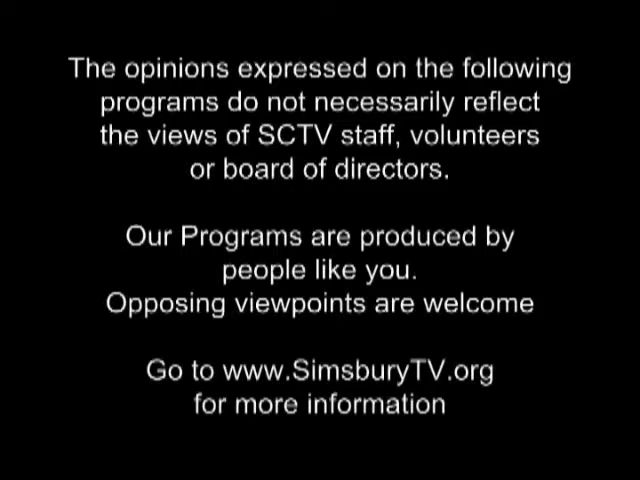 The opinions expressed on the following
programs do not necessarily reflect
the views of SCTV staff, volunteers
or board of directors.
Our Programs are produced by
people like you.
Opposing viewpoints are welcome
Go to www.SimsburyTV.org
for more information